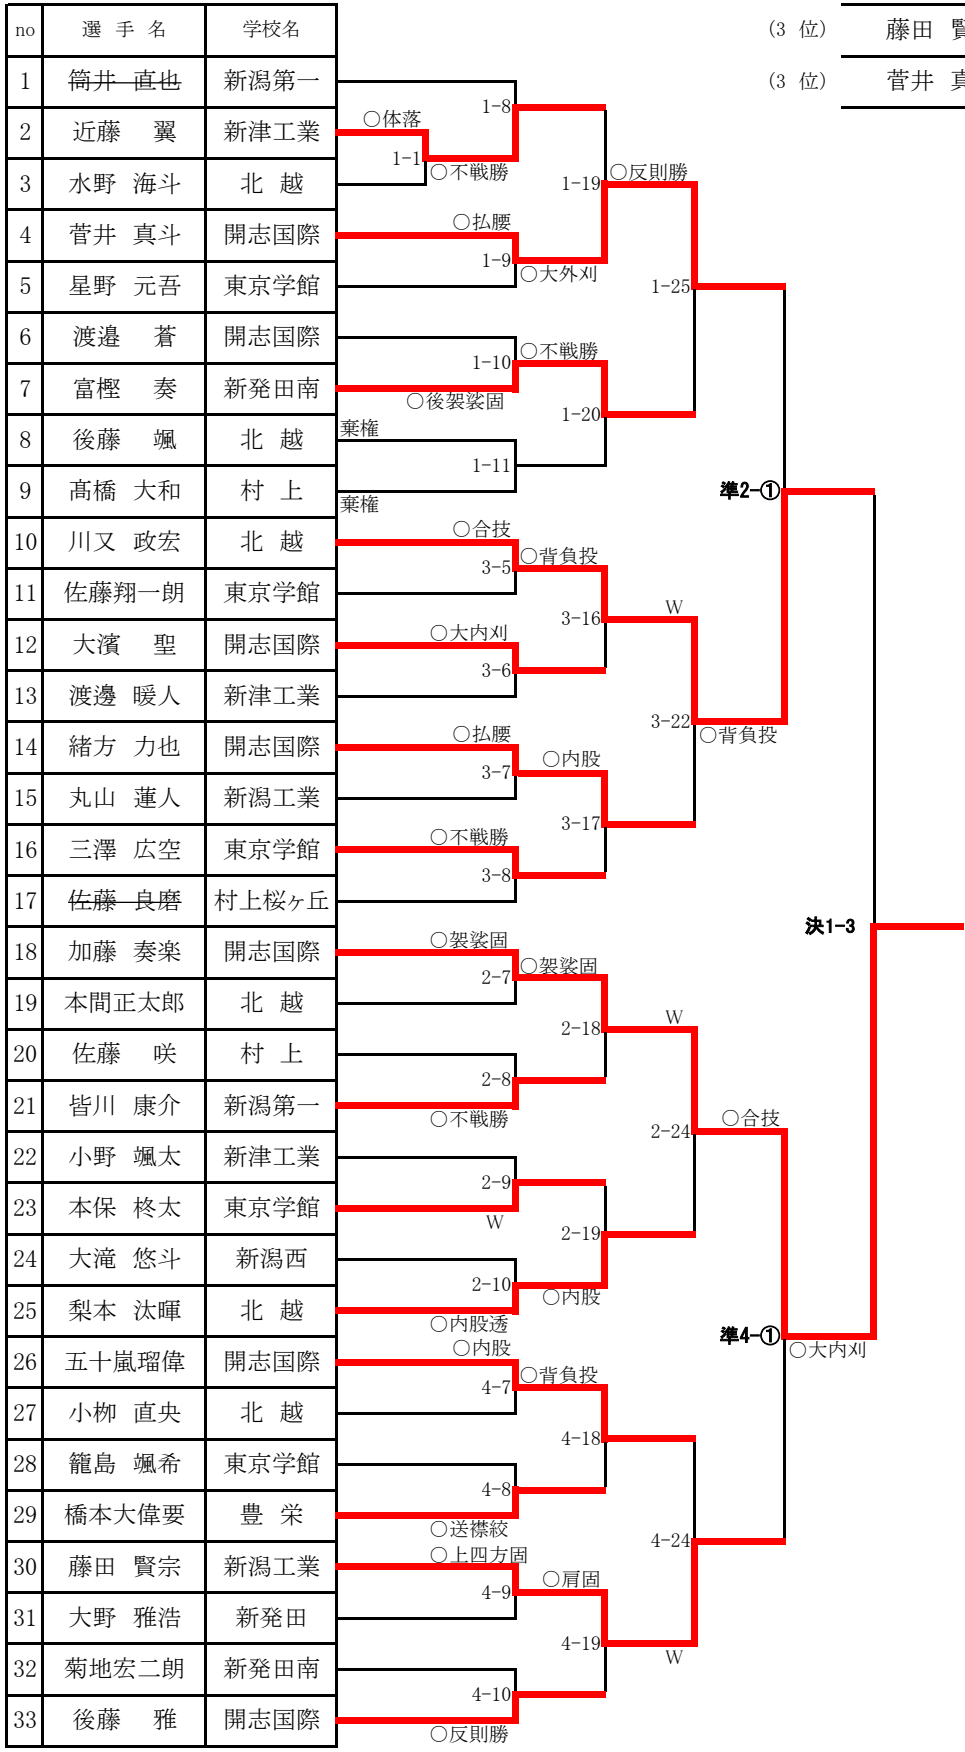 no 選手名 学校名
(3 位) 藤田 賢
(3 位) 菅井 真
1 筒井 直也 新潟第一
1-8
2 近藤 翼 新津工業 ○体落
1-1 ○不戦勝
3 水野 海斗 北 越
1-19 ○反則勝
4 菅井 真斗 開志国際 ○払腰
1-9 ○大外刈
5 星野 元吾 東京学館
1-25
6 渡邉 蒼 開志国際
1-10 ○不戦勝
7 富樫 奏 新発田南 ○後袈裟固
1-20
8 後藤 颯 北 越 棄権
1-11
9 髙橋 大和 村 上 棄権
準2-①
10 川又 政宏 北 越 ○合技
3-5 ○背負投
11 佐藤翔一朗 東京学館
3-16 W
12 大濱 聖 開志国際 ○大内刈
3-6
13 渡邊 暖人 新津工業
3-22 ○背負投
14 緒方 力也 開志国際 ○払腰
3-7 ○内股
15 丸山 蓮人 新潟工業
3-17
16 三澤 広空 東京学館 ○不戦勝
3-8
17 佐藤 良磨 村上桜ヶ丘
決1-3
18 加藤 奏楽 開志国際 ○袈裟固
2-7 ○袈裟固
19 本間正太郎 北 越
2-18 W
20 佐藤 咲 村 上
2-8
21 皆川 康介 新潟第一 ○不戦勝
2-24 ○合技
22 小野 颯太 新津工業
2-9
23 本保 柊太 東京学館 W
2-19
24 大滝 悠斗 新潟西
2-10 ○内股
25 梨本 汰暉 北 越 ○内股透
準4-① ○大内刈
26 五十嵐瑠偉 開志国際 ○内股
4-7 ○背負投
27 小栁 直央 北 越
4-18
28 籠島 颯希 東京学館
4-8
29 橋本大偉要 豊 栄 ○送襟絞
4-24
30 藤田 賢宗 新潟工業 ○上四方固
4-9 ○肩固
31 大野 雅浩 新発田
4-19 W
32 菊地宏二朗 新発田南
4-10
33 後藤 雅 開志国際 ○反則勝